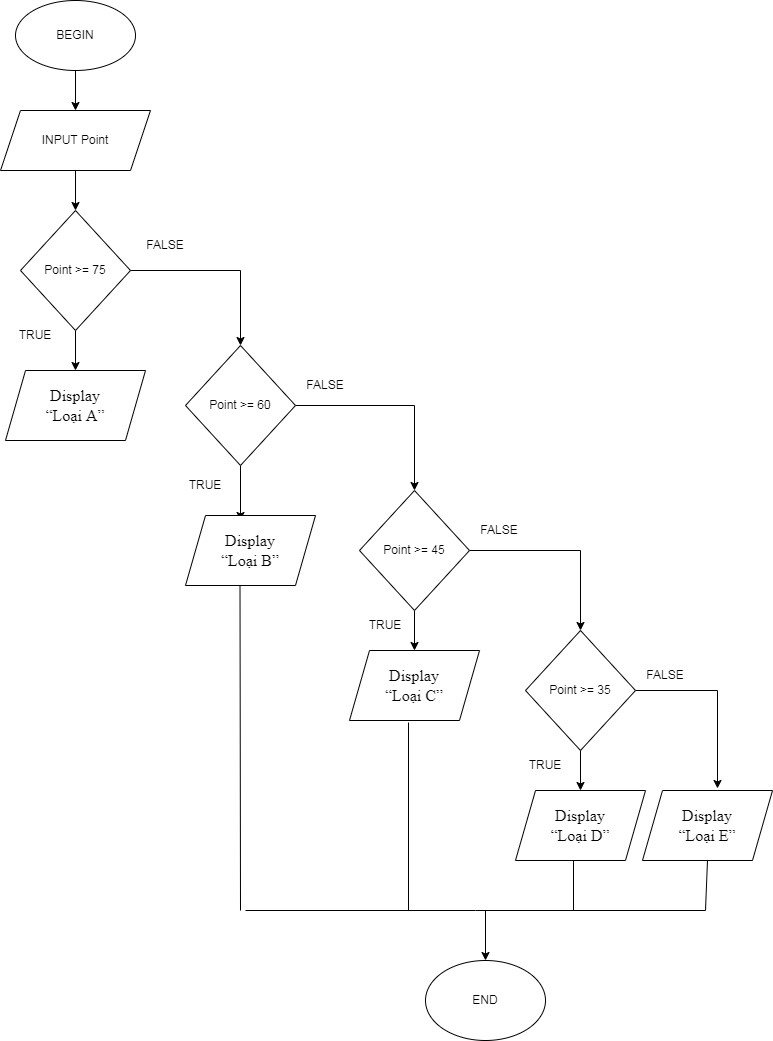 BEGIN
INPUT Point
FALSE
Point >= 75
TRUE
Display
“Loại A”
FALSE
Point >= 60
TRUE
Display
“Loại B”
FALSE
Point >= 45
TRUE
Display
“Loại C”
FALSE
Point >= 35
TRUE
Display
“Loại D”
Display
“Loại E”
END